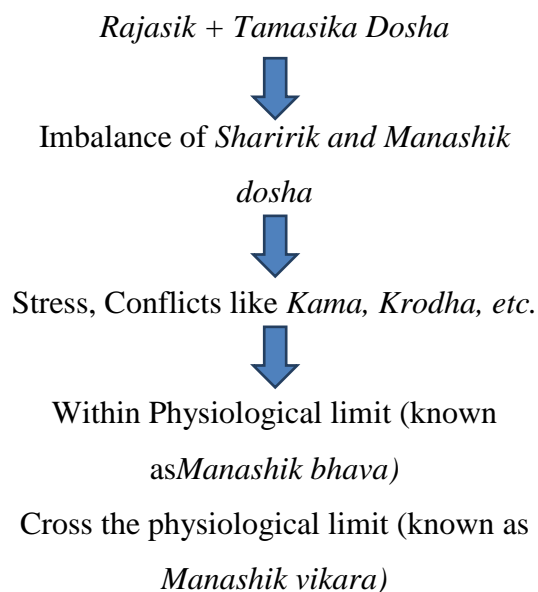 Rajasik + Tamasika Dosha
Imbalance of Sharirik and Manashik
dosha
Stress, Conflicts like Kama, Krodha, etc.
Within Physiological limit (known
asManashik bhava)
Cross the physiological limit (known as
Manashik vikara)